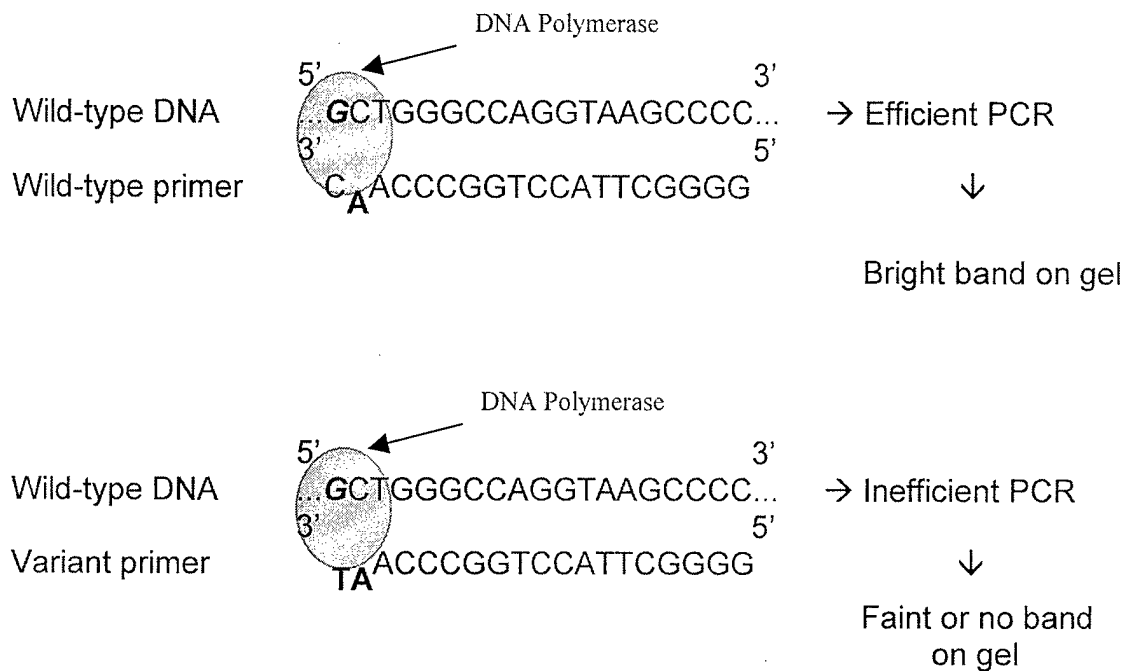 DNA Polymerase
5’ 3’
Wild-type DNA ...GCTGGGCCAGGTAAGCCCC... → Efficient PCR
3’ 5’
Wild-type primer CAACCCGGTCCATTCGGGG ↓
Bright band on gel
DNA Polymerase
5’ 3’
Wild-type DNA ...GCTGGGCCAGGTAAGCCCC... → Inefficient PCR
3’ 5’
Variant primer TAACCCGGTCCATTCGGGG ↓
Faint or no band
on gel